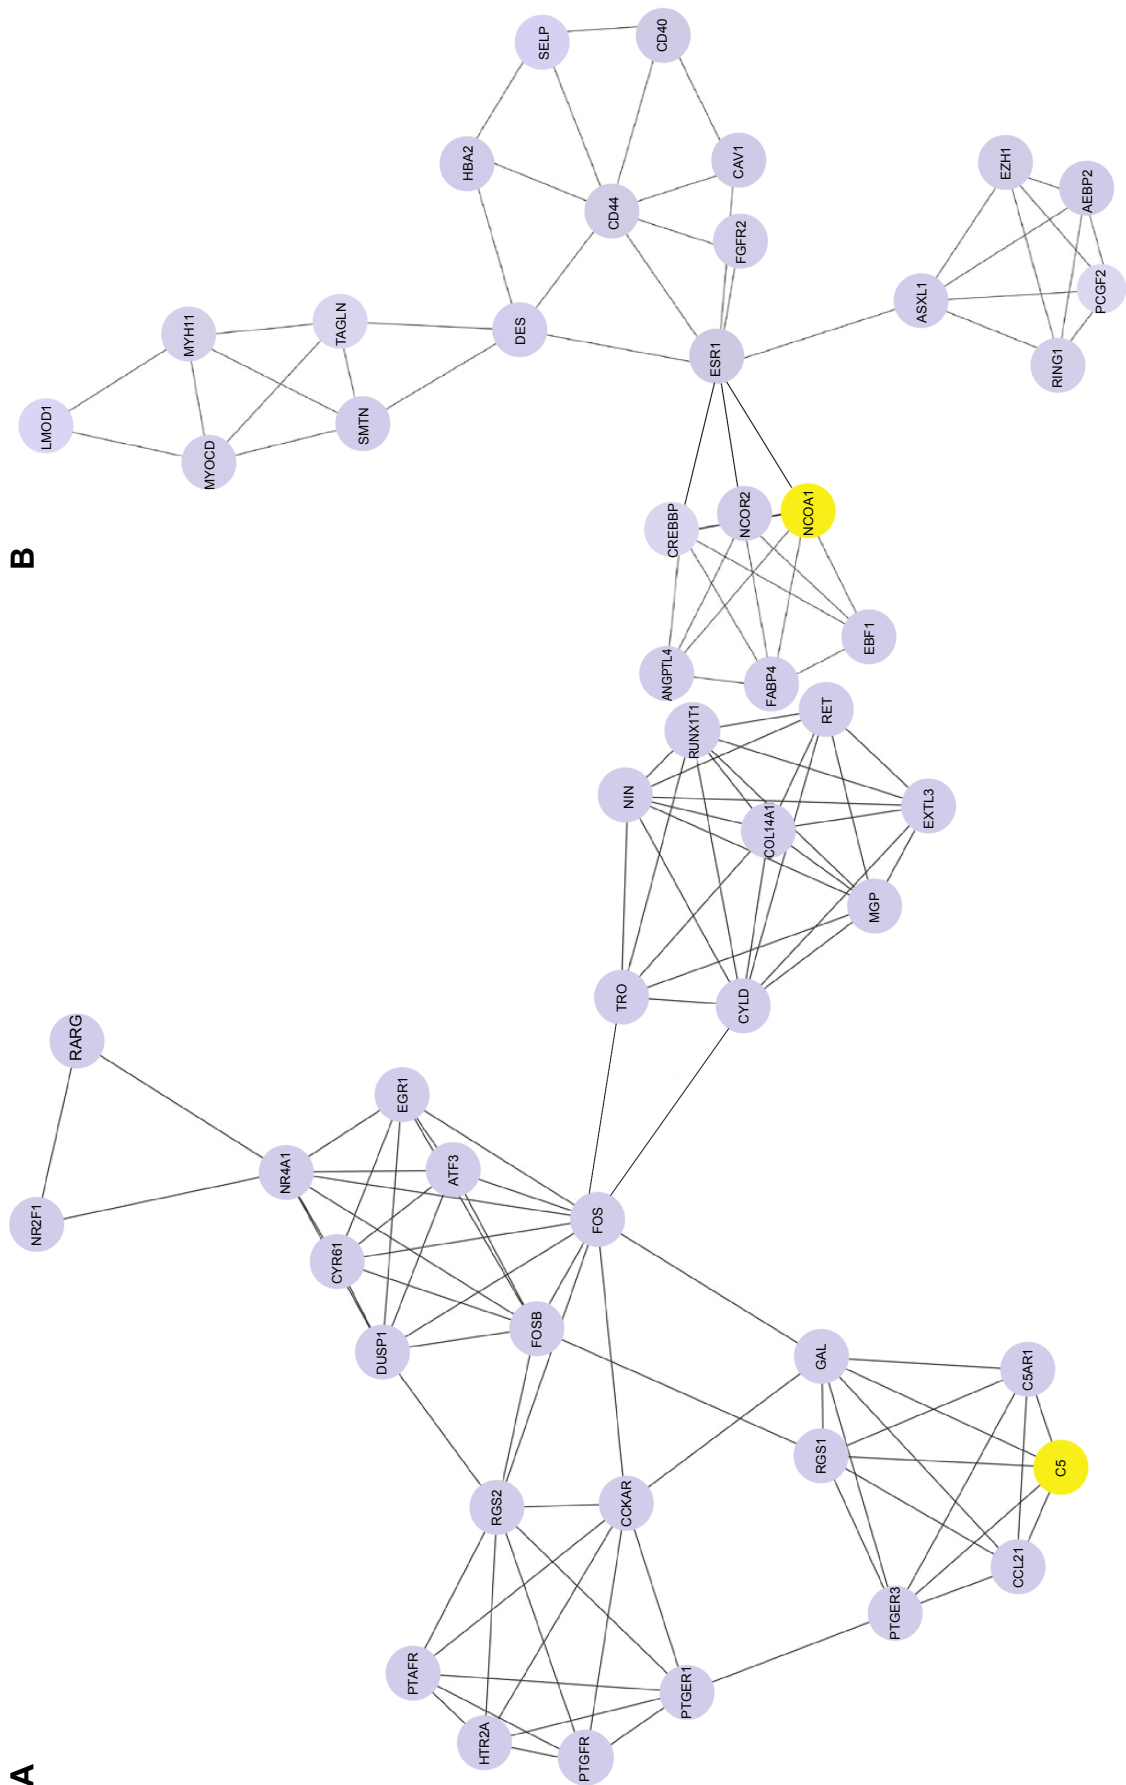 A
NR2F1
RARG
NR4A1
EGR1
CYR61
ATF3
DUSP1
FOSB
FOS
RGS2
CCKAR
PTAFR
HTR2A
PTGFR
PTGER1
GAL
RGS1
C5AR1
C5
CCL21
PTGER3
TRO
CYLD
NIN
RUNX1T1
RET
COL14A1
EXTL3
MGP
B
LMOD1
MYH11
TAGLN
MYOCD
SMTN
DES
HBA2
SELP
CD40
CD44
CAV1
FGFR2
ESR1
ASXL1
EZH1
AEBP2
PCGF2
RING1
CREBBP
NCOR2
NCOA1
ANGPTL4
FABP4
EBF1